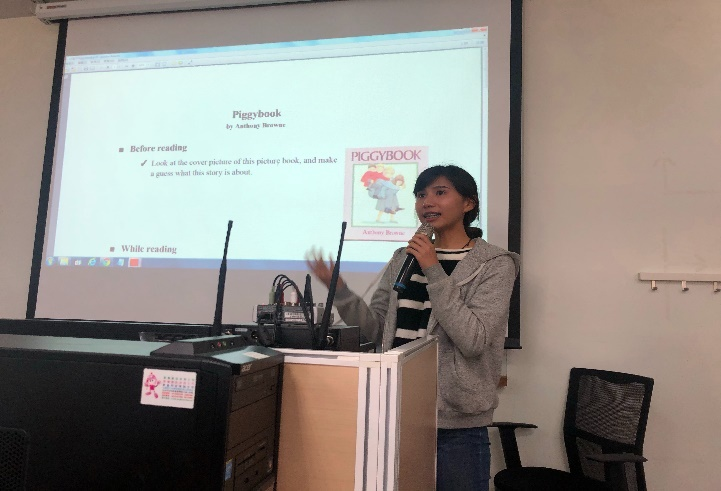 Piggybook
by Anthony Browne
■ Before reading
✓ Look at the cover picture of this picture book, and make
a guess what this story is about.
PIGGYBOOK
Anthony Browne
■ While reading
acer